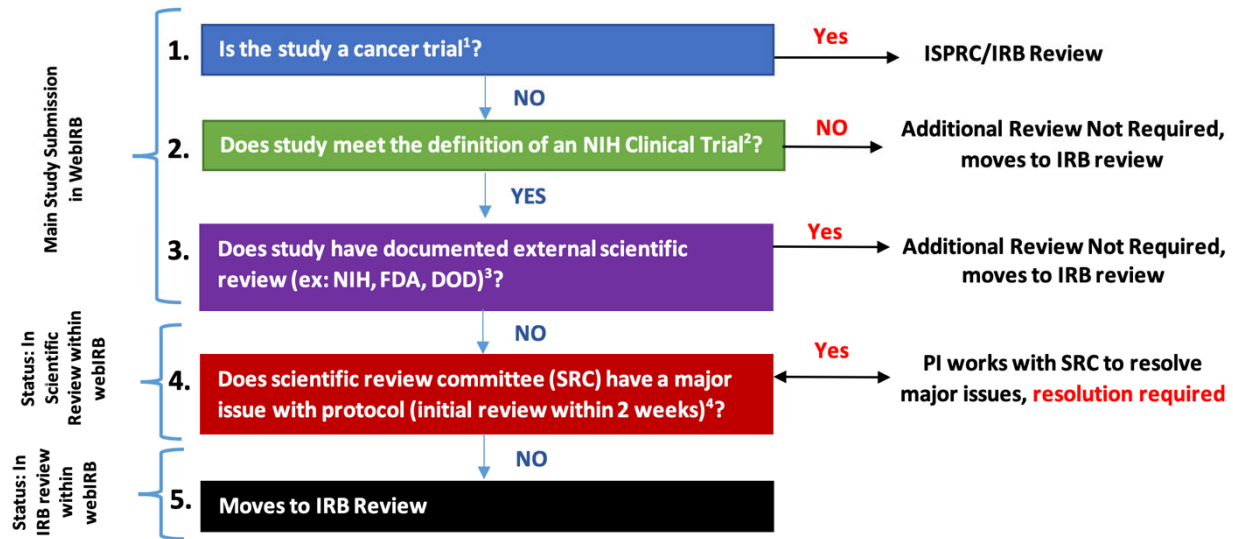 Main Study Submission
in WebIRB
1.
Is the study a cancer trial¹?
Yes
ISPRC/IRB Review
NO
2.
Does study meet the definition of an NIH Clinical Trial²?
NO
Additional Review Not Required,
moves to IRB review
YES
3.
Does study have documented external scientific
review (ex: NIH, FDA, DOD)³?
Yes
Additional Review Not Required,
moves to IRB review
NO
Status: In
Scientific
Review within
webIRB
4.
Does scientific review committee (SRC) have a major
issue with protocol (initial review within 2 weeks)⁴?
Yes
PI works with SRC to resolve
major issues, resolution required
NO
Status: In
IRB review
within
webIRB
5.
Moves to IRB Review